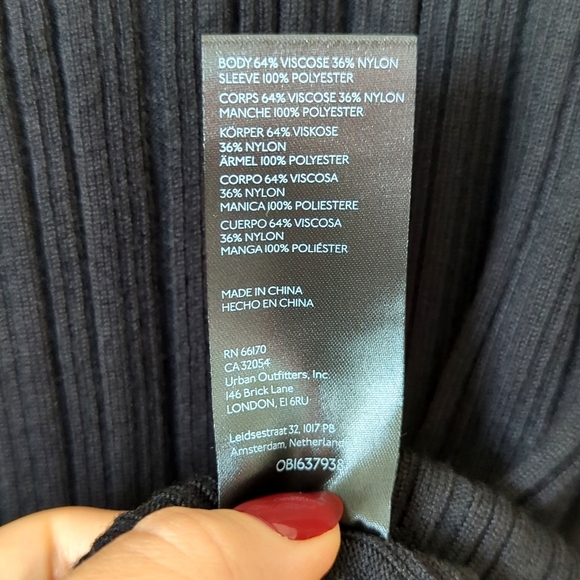 BODY 64% VISCOSE 36% NYLON
SLEEVE 100% POLYESTER
CORPS 64% VISCOSE 36% NYLON
MANCHE 100% POLYESTER
KÖRPER 64% VISKOSE
36% NYLON
ÄRMEL 100% POLYESTER
CORPO 64% VISCOSA
36% NYLON
MANICA 100% POLIESTERE
CUERPO 64% VISCOSA
36% NYLON
MANGA 100% POLIÉSTER
MADE IN CHINA
HECHO EN CHINA
RN 66170
CA 32054
Urban Outfitters, Inc.
146 Brick Lane
LONDON, E1 6RU
Leidsestraat 32, 1017 PB
Amsterdam, Netherland
OB1637938